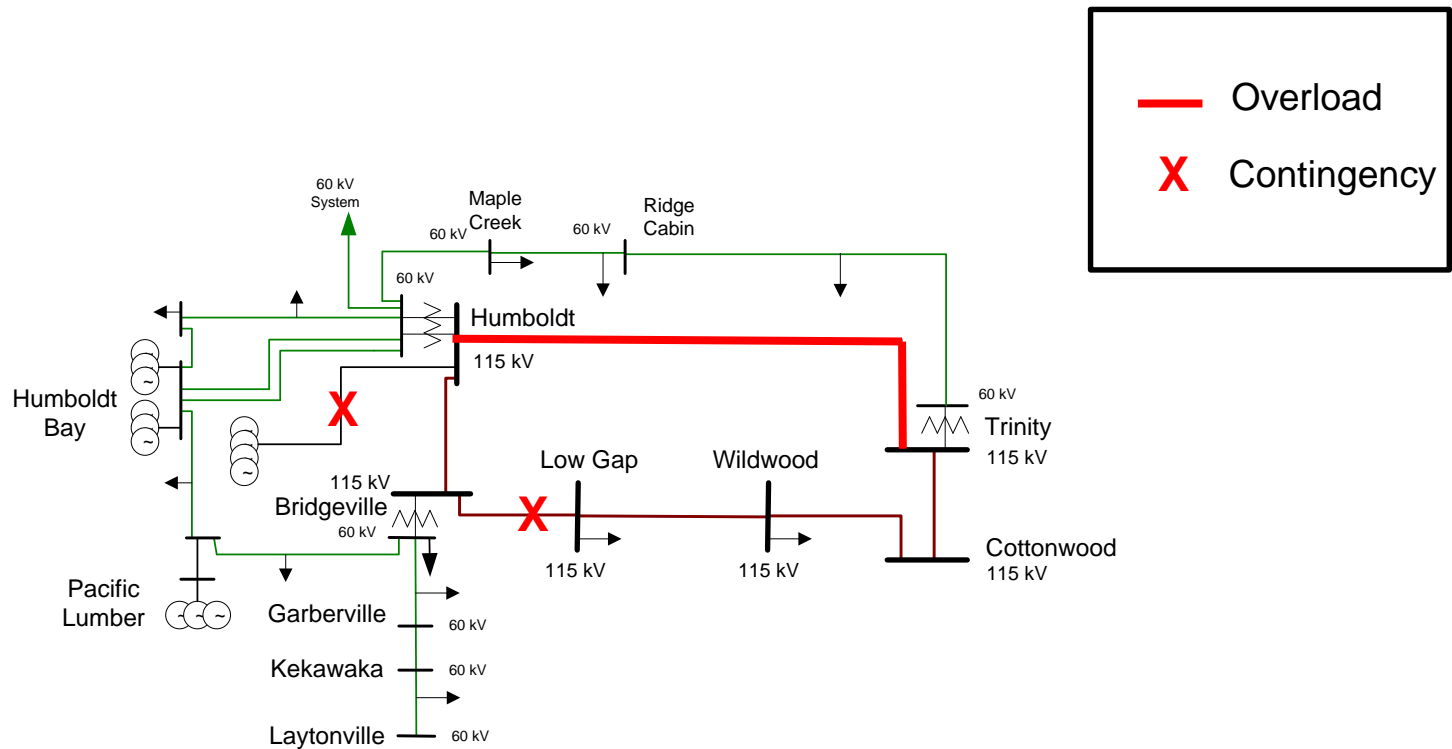 Overload
X Contingency
60 kV
System
Maple
Creek
60 kV
Ridge
Cabin
60 kV
60 kV
Humboldt
115 kV
Humboldt
Bay
~
~
X
~
60 kV
Trinity
115 kV
Low Gap
Wildwood
115 kV
Bridgeville
60 kV
X
115 kV
115 kV
Cottonwood
115 kV
Pacific
Lumber
~ ~ ~
Garberville
60 kV
Kekawaka
60 kV
Laytonville
60 kV